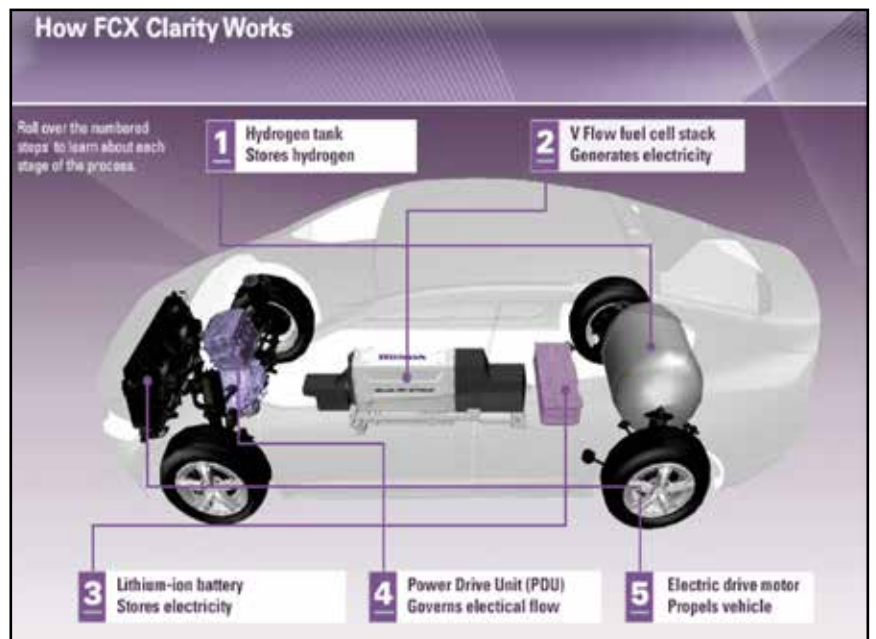 How FCX Clarity Works
Roll over the numbered
steps to learn about each
stage of the process.
1
Hydrogen tank
Stores hydrogen
2
V Flow fuel cell stack
Generates electricity
3
Lithium-ion battery
Stores electricity
4
Power Drive Unit (PDU)
Governs electical flow
5
Electric drive motor
Propels vehicle